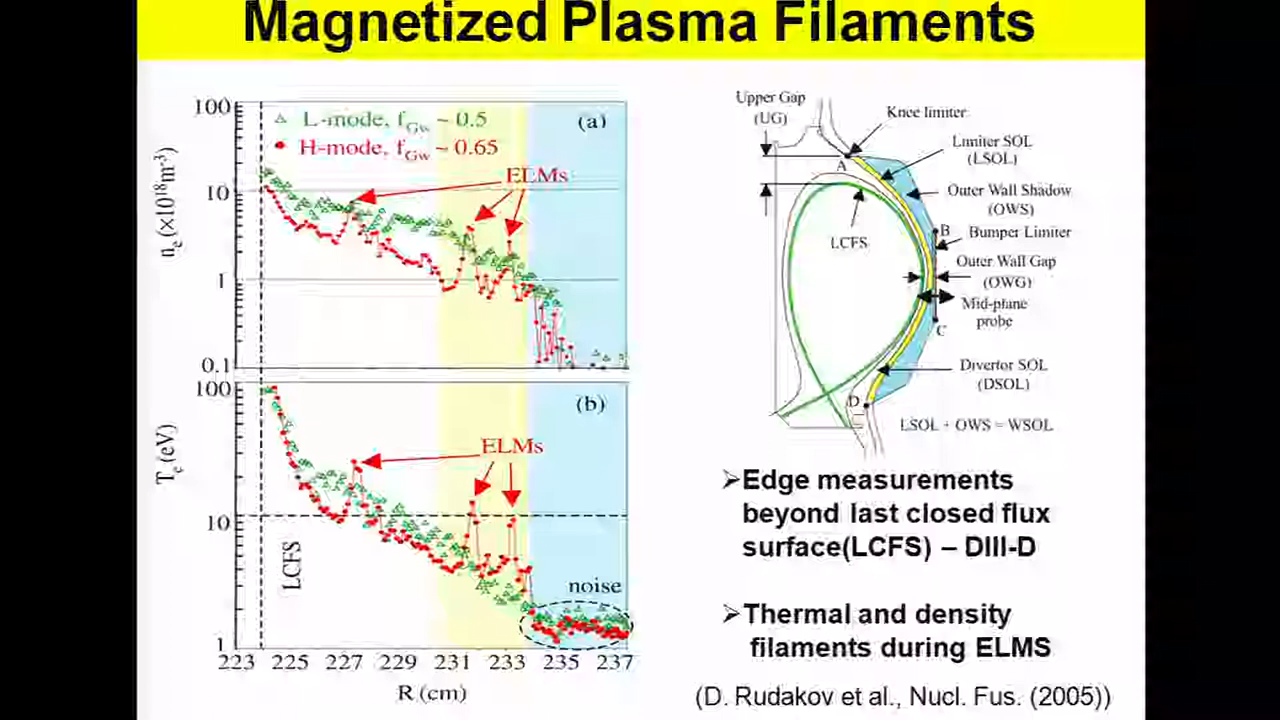 Magnetized Plasma Filaments
100
L-mode, f_Gw ~ 0.5
(a)
H-mode, f_Gw ~ 0.65
ELMs
10
n_e (×10^18 m^-3)
1
0.1
100
(b)
ELMs
T_e (eV)
10
LCFS
noise
1
223 225 227 229 231 233 235 237
R (cm)
Upper Gap
(UG)
Knee limiter
A
Limiter SOL
(LSOL)
Outer Wall Shadow
(OWS)
LCFS
B
Bumper Limiter
Outer Wall Gap
(OWG)
Mid-plane
probe
C
Divertor SOL
(DSOL)
D
LSOL + OWS = WSOL
➢Edge measurements
beyond last closed flux
surface(LCFS) – DIII-D
➢Thermal and density
filaments during ELMS
(D. Rudakov et al., Nucl. Fus. (2005))